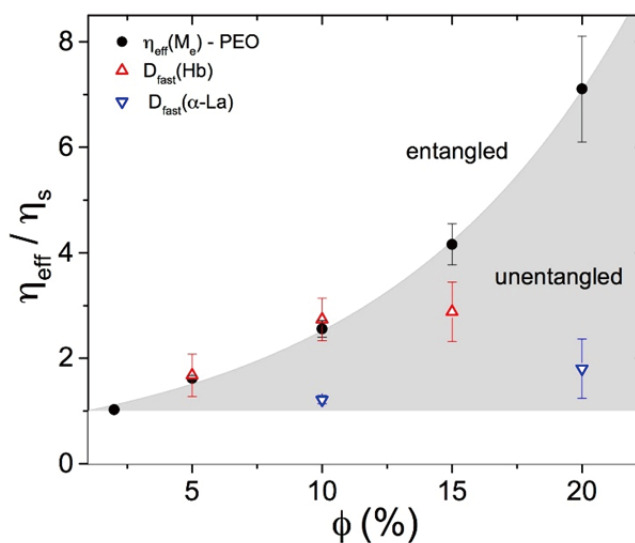 8
6
4
2
0
η_eff / η_s
η_eff(M_e) - PEO
D_fast(Hb)
D_fast(α-La)
entangled
unentangled
5 10 15 20
ϕ (%)